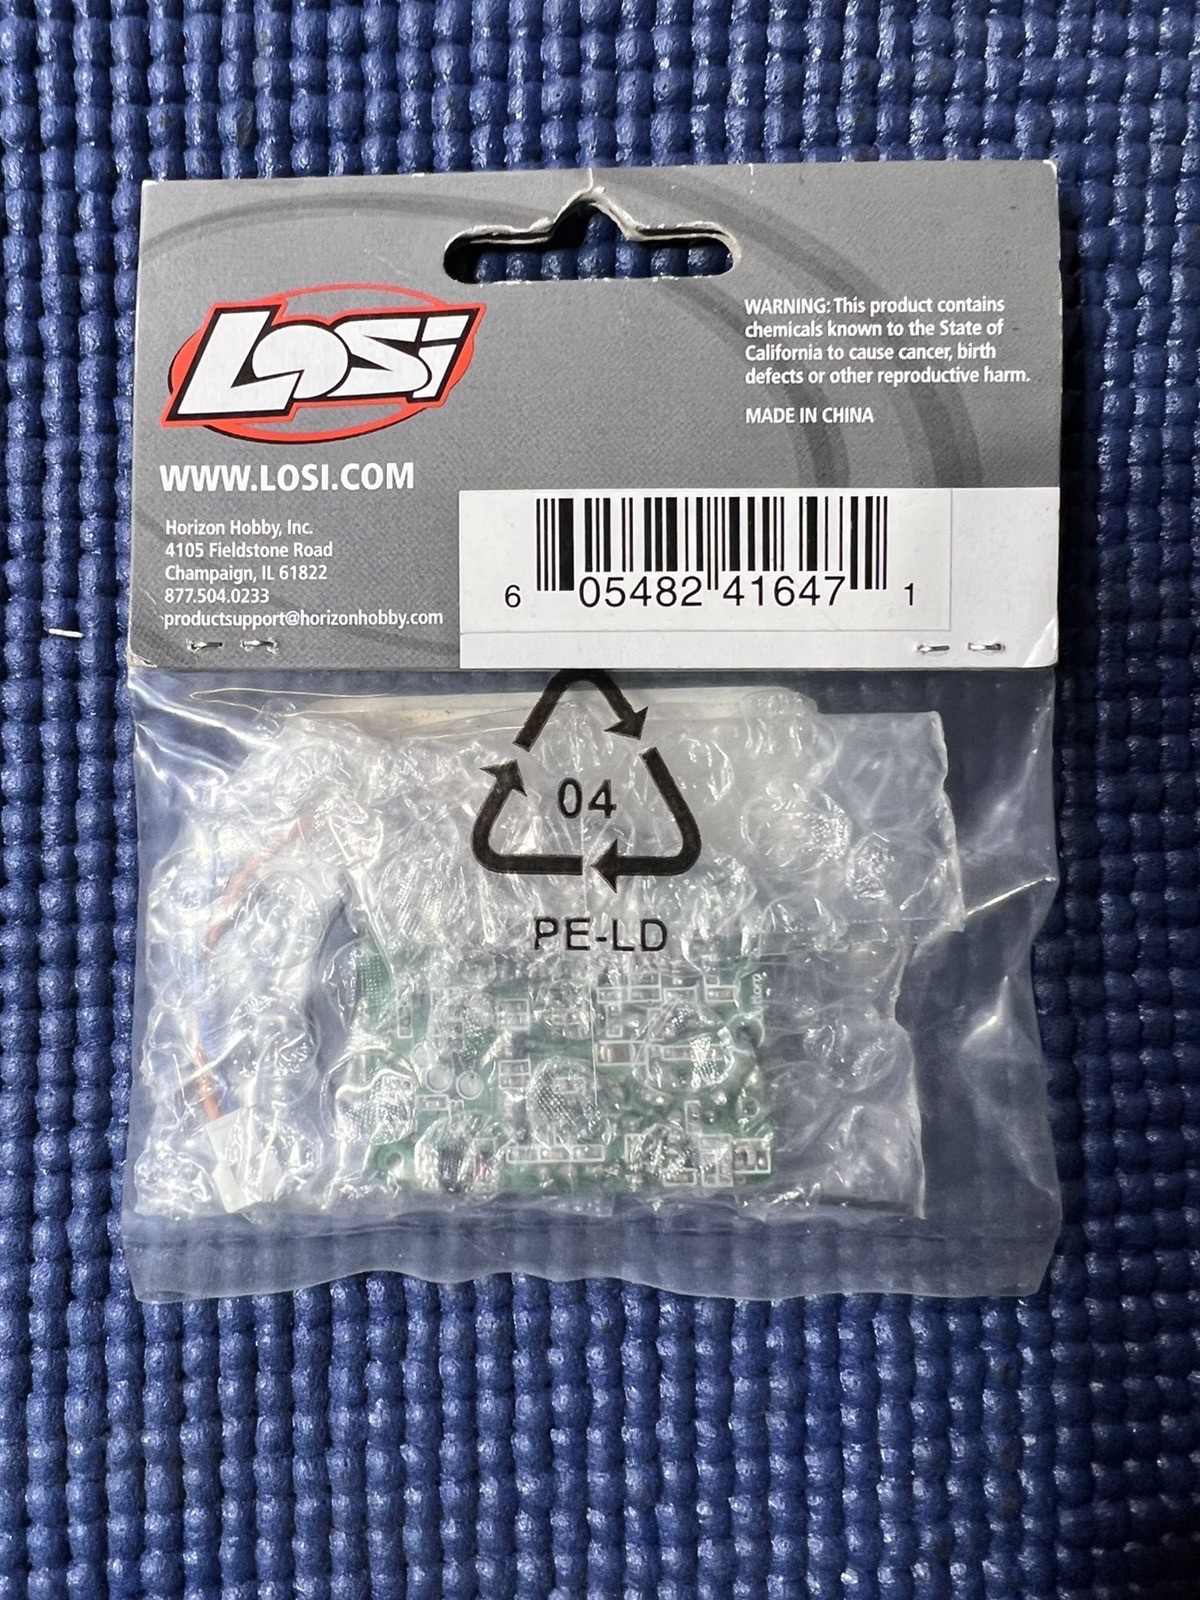 LOSi
WWW.LOSI.COM
Horizon Hobby, Inc.
4105 Fieldstone Road
Champaign, IL 61822
877.504.0233
productsupport@horizonhobby.com
WARNING: This product contains
chemicals known to the State of
California to cause cancer, birth
defects or other reproductive harm.
MADE IN CHINA
6 05482 41647 1
04
PE-LD